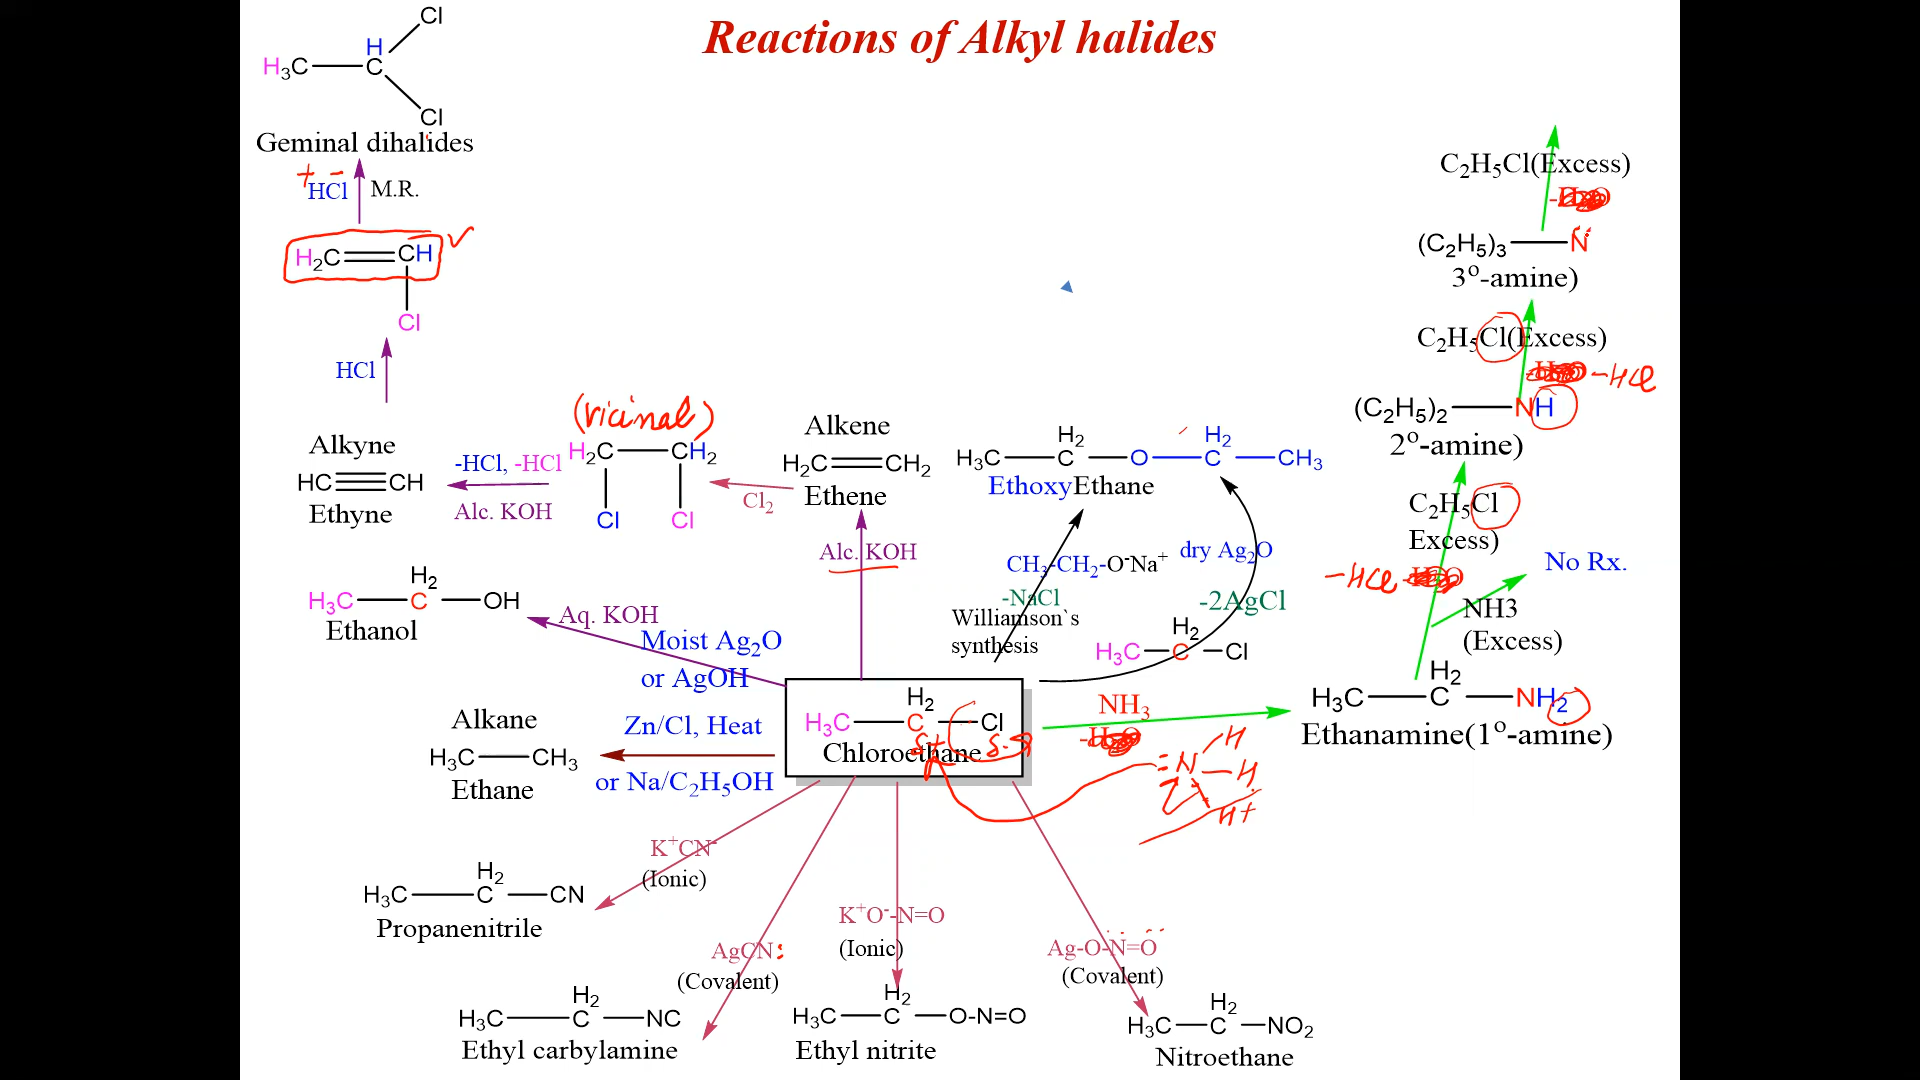 Reactions of Alkyl halides
Cl
H
H₃C C
Cl
Geminal dihalides
+ -
HCl M.R.
H₂C CH
Cl
HCl
Alkyne
HC CH
Ethyne
-HCl, -HCl
Alc. KOH
(vicinal)
H₂C CH₂
Cl Cl
Cl₂
Alkene
H₂C CH₂
Ethene
Alc. KOH
H₂ H₂
H₃C C O C CH₃
EthoxyEthane
CH₃-CH₂-O⁻Na⁺
-NaCl
Williamson`s
synthesis
dry Ag₂O
-2AgCl
H₂
H₃C C Cl
C₂H₅Cl(Excess)
(C₂H₅)₃ N
3°-amine)
C₂H₅Cl(Excess)
-HCl
(C₂H₅)₂ NH
2°-amine)
C₂H₅Cl
Excess)
-HCl
No Rx.
NH3
(Excess)
H₂
H₃C C NH₂
Ethanamine(1°-amine)
H₂
H₃C C OH
Ethanol
Aq. KOH
Moist Ag₂O
or AgOH
Alkane
H₃C CH₃
Ethane
Zn/Cl, Heat
or Na/C₂H₅OH
H₂
H₃C C Cl
Chloroethane
δ+
NH₃
:N H
H
H+
K⁺CN⁻
(Ionic)
H₂
H₃C C CN
Propanenitrile
AgCN:
(Covalent)
H₂
H₃C C NC
Ethyl carbylamine
K⁺O⁻-N=O
(Ionic)
H₂
H₃C C O-N=O
Ethyl nitrite
Ag-O-N=O
(Covalent)
H₂
H₃C C NO₂
Nitroethane